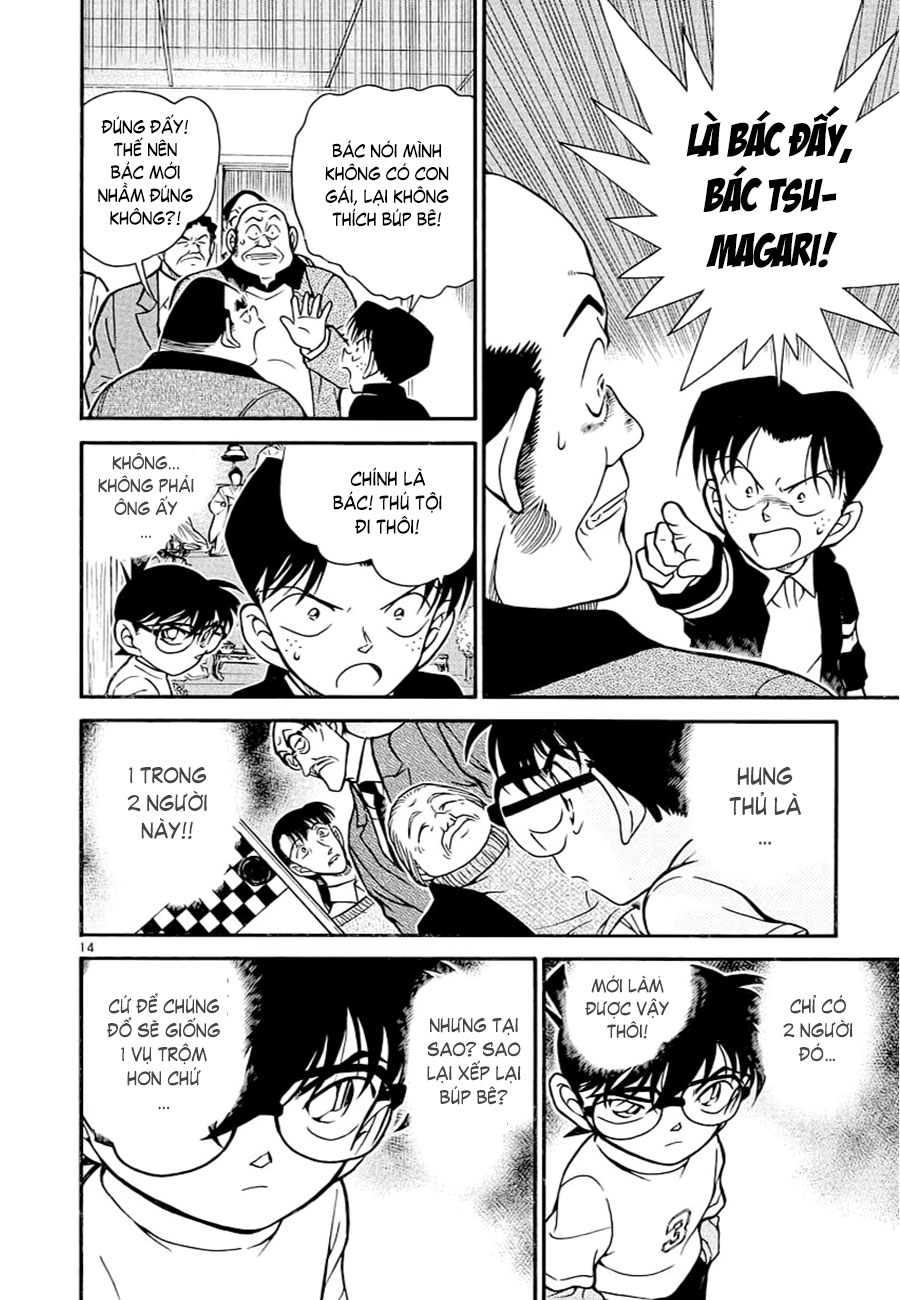 LÀ BÁC ĐẤY,
BÁC TSU-
MAGARI!
BÁC NÓI MÌNH
KHÔNG CÓ CON
GÁI, LẠI KHÔNG
THÍCH BÚP BÊ!
ĐÚNG ĐẤY!
THẾ NÊN
BÁC MỚI
NHẦM ĐÚNG
KHÔNG?!
CHÍNH LÀ
BÁC! THÚ TỘI
ĐI THÔI!
KHÔNG...
KHÔNG PHẢI
ÔNG ẤY
...
HUNG
THỦ LÀ
...
1 TRONG
2 NGƯỜI
NÀY!!
14
CHỈ CÓ
2 NGƯỜI
ĐÓ...
MỚI LÀM
ĐƯỢC VẬY
THÔI!
3
NHƯNG TẠI
SAO? SAO
LẠI XẾP LẠI
BÚP BÊ?
CỨ ĐỂ CHÚNG
ĐỔ SẼ GIỐNG
1 VỤ TRỘM
HƠN CHỨ
...